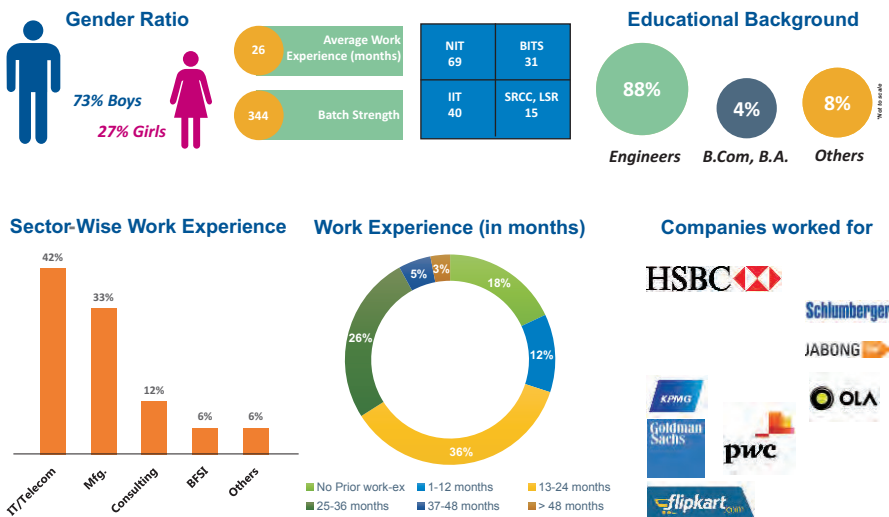 Gender Ratio
73% Boys
27% Girls
26
Average Work
Experience (months)
344
Batch Strength
NIT
69
BITS
31
IIT
40
SRCC, LSR
15
Educational Background
88%
4%
8%
Engineers
B.Com, B.A.
Others
*Not to scale
Sector-Wise Work Experience
42%
33%
12%
6%
6%
IT/Telecom
Mfg.
Consulting
BFSI
Others
Work Experience (in months)
3%
18%
5%
26%
12%
36%
No Prior work-ex
1-12 months
13-24 months
25-36 months
37-48 months
> 48 months
Companies worked for
HSBC
Schlumberger
JABONG
KPMG
OLA
Goldman
Sachs
pwc
flipkart.com